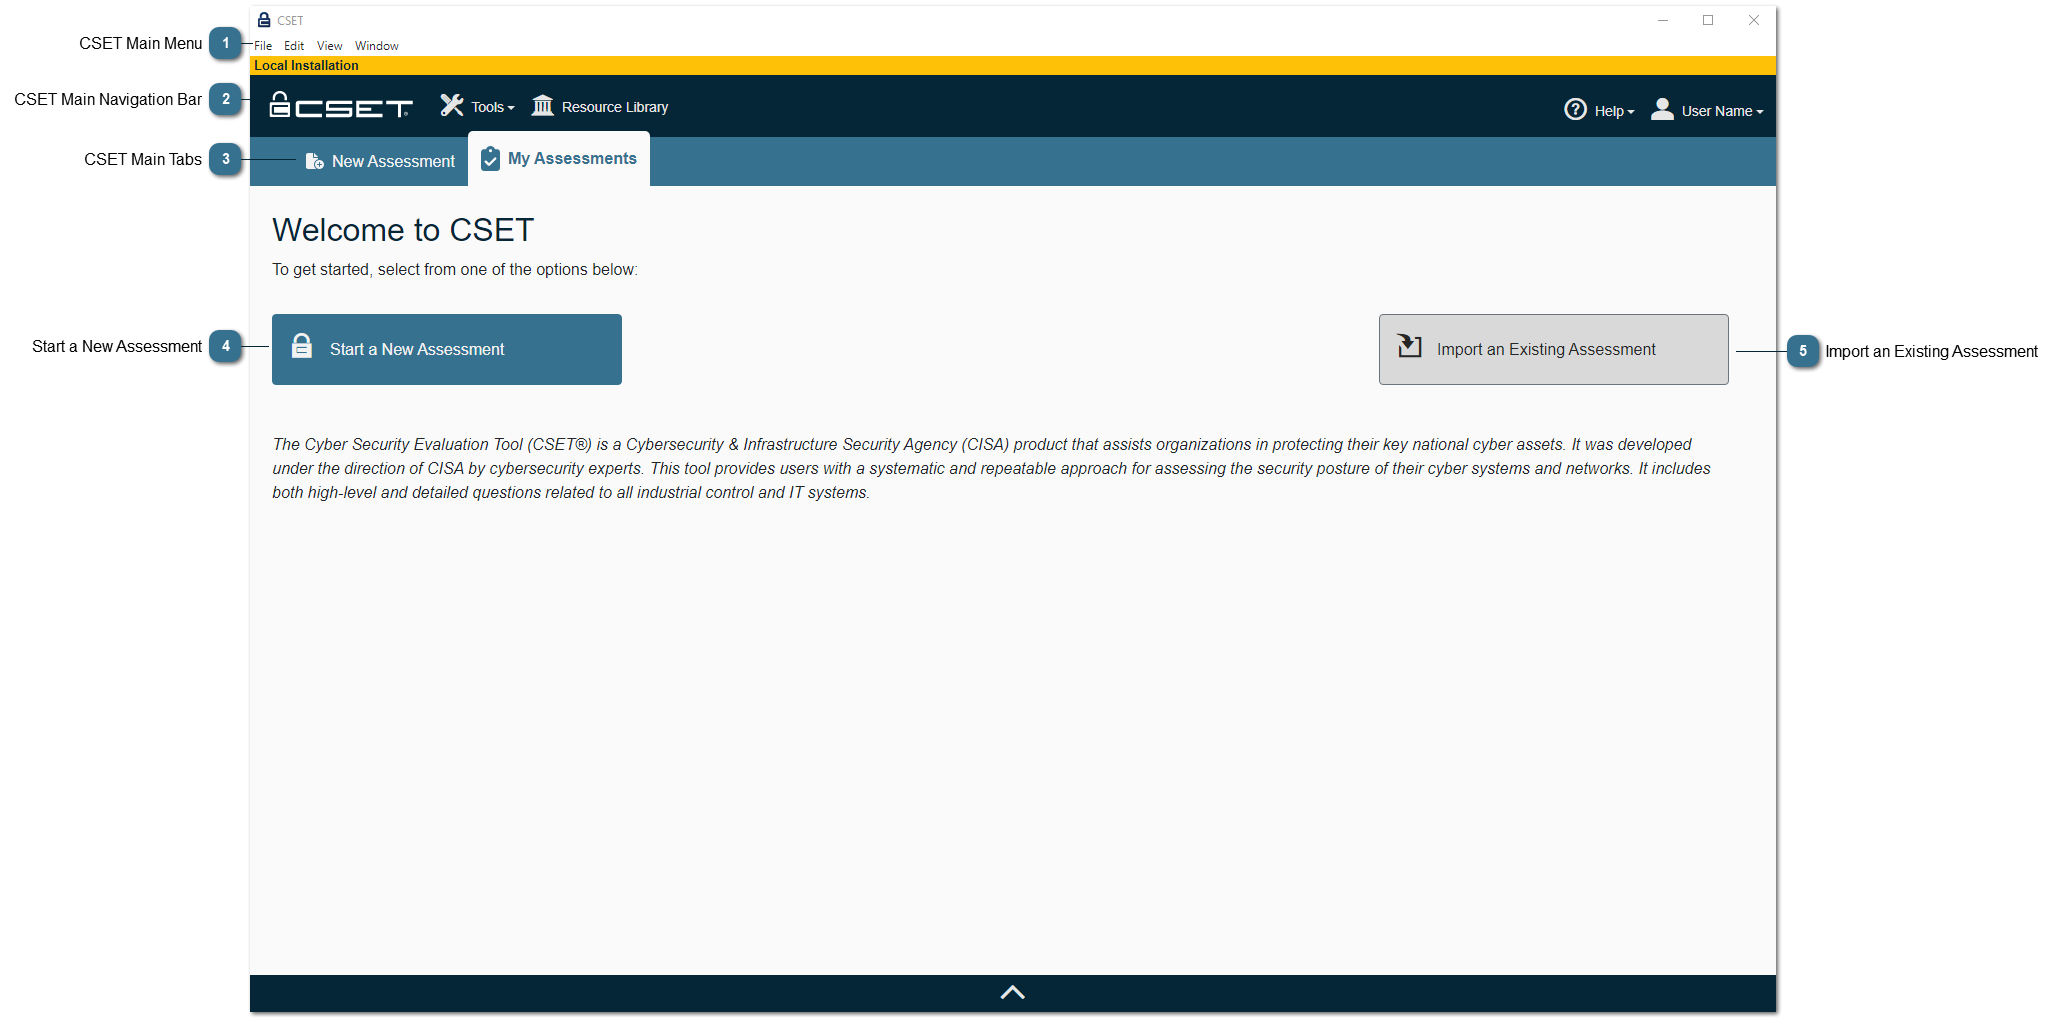 CSET
CSET Main Menu 1
File Edit View Window
Local Installation
CSET Main Navigation Bar 2
CSET Tools Resource Library Help User Name
CSET Main Tabs 3
New Assessment My Assessments
Welcome to CSET
To get started, select from one of the options below:
Start a New Assessment 4
Start a New Assessment
Import an Existing Assessment
5 Import an Existing Assessment
The Cyber Security Evaluation Tool (CSET®) is a Cybersecurity & Infrastructure Security Agency (CISA) product that assists organizations in protecting their key national cyber assets. It was developed
under the direction of CISA by cybersecurity experts. This tool provides users with a systematic and repeatable approach for assessing the security posture of their cyber systems and networks. It includes
both high-level and detailed questions related to all industrial control and IT systems.